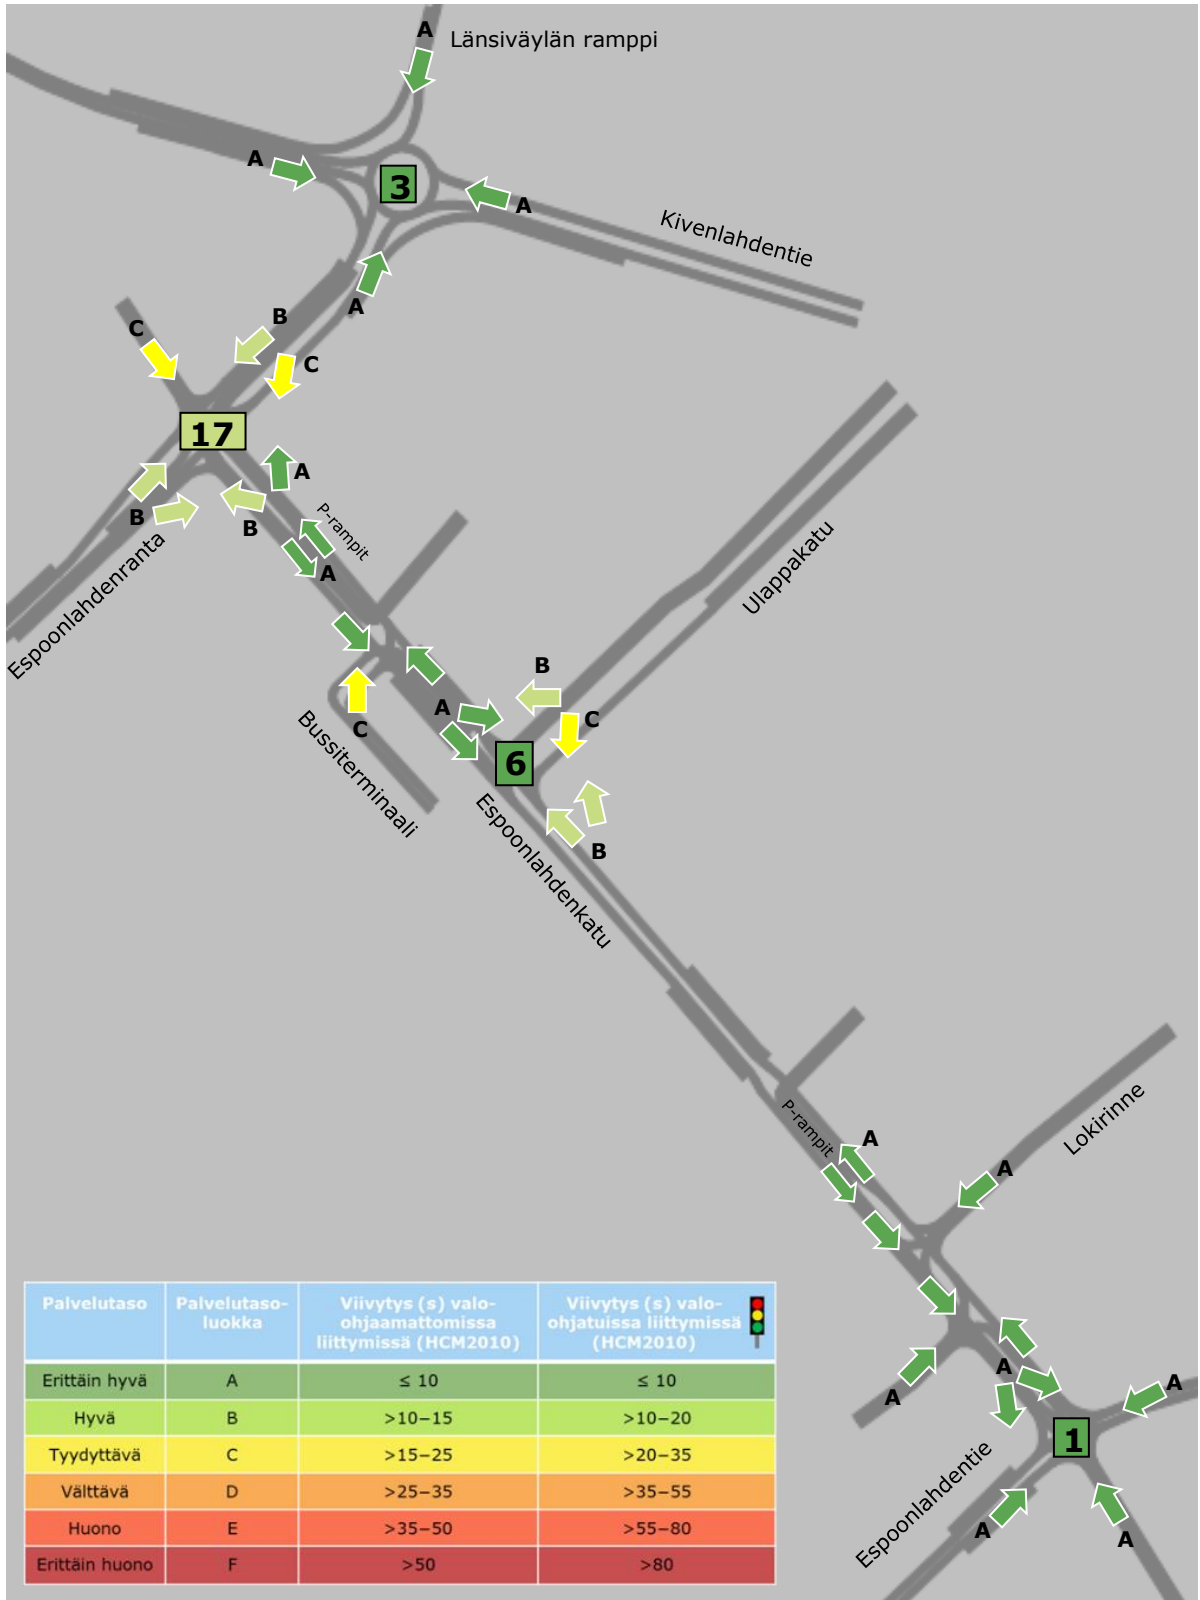 A
Länsiväylän ramppi
A
3
A
Kivenlahdentie
A
B
C
C
17
A
B
B
P-rampit
A
Espoonlahdenranta
Ulappakatu
B
A
C
C
Bussiterminaali
6
B
Espoonlahdenkatu
P-rampit
A
Lokirinne
A
A
A
A
1
Espoonlahdentie
A
A
Palvelutaso
Palvelutaso-
luokka
Viivytys (s) valo-
ohjaamattomissa
liittymissä (HCM2010)
Viivytys (s) valo-
ohjatuissa liittymissä
(HCM2010)
Erittäin hyvä A ≤ 10 ≤ 10
Hyvä B >10−15 >10−20
Tyydyttävä C >15−25 >20−35
Välttävä D >25−35 >35−55
Huono E >35−50 >55−80
Erittäin huono F >50 >80